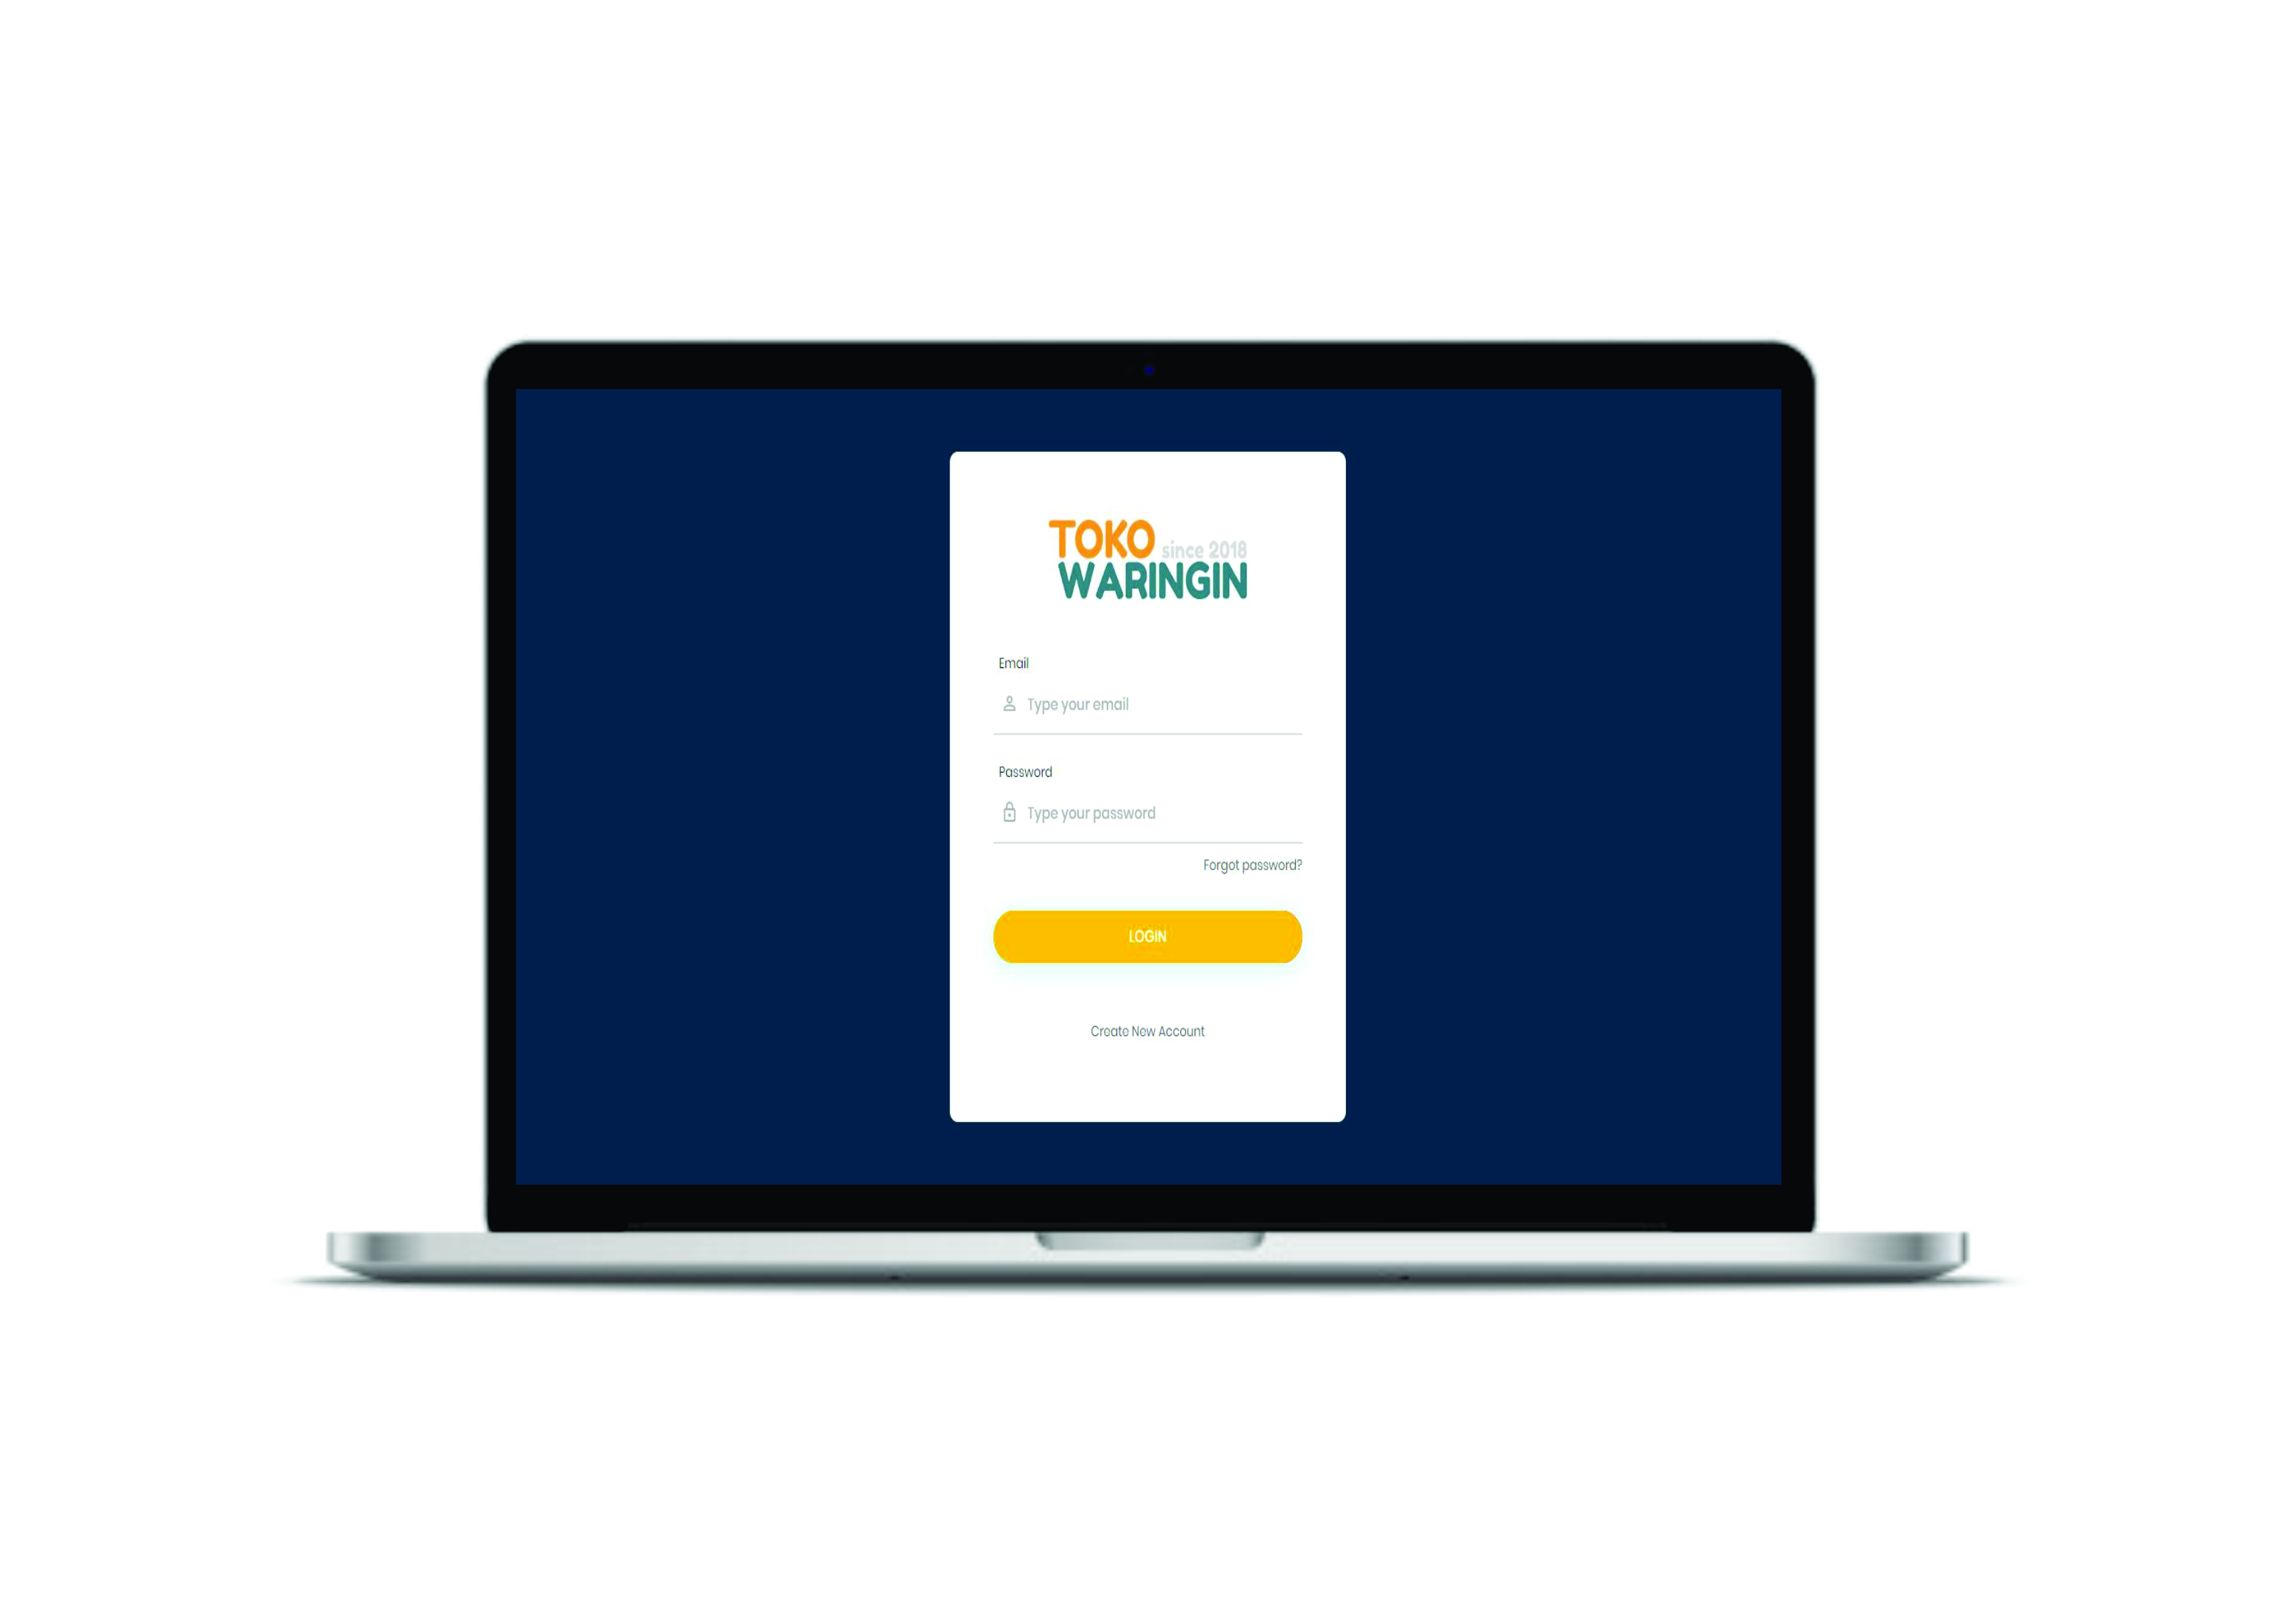 TOKO since 2018
WARINGIN
Email
Type your email
Password
Type your password
Forgot password?
LOGIN
Create New Account